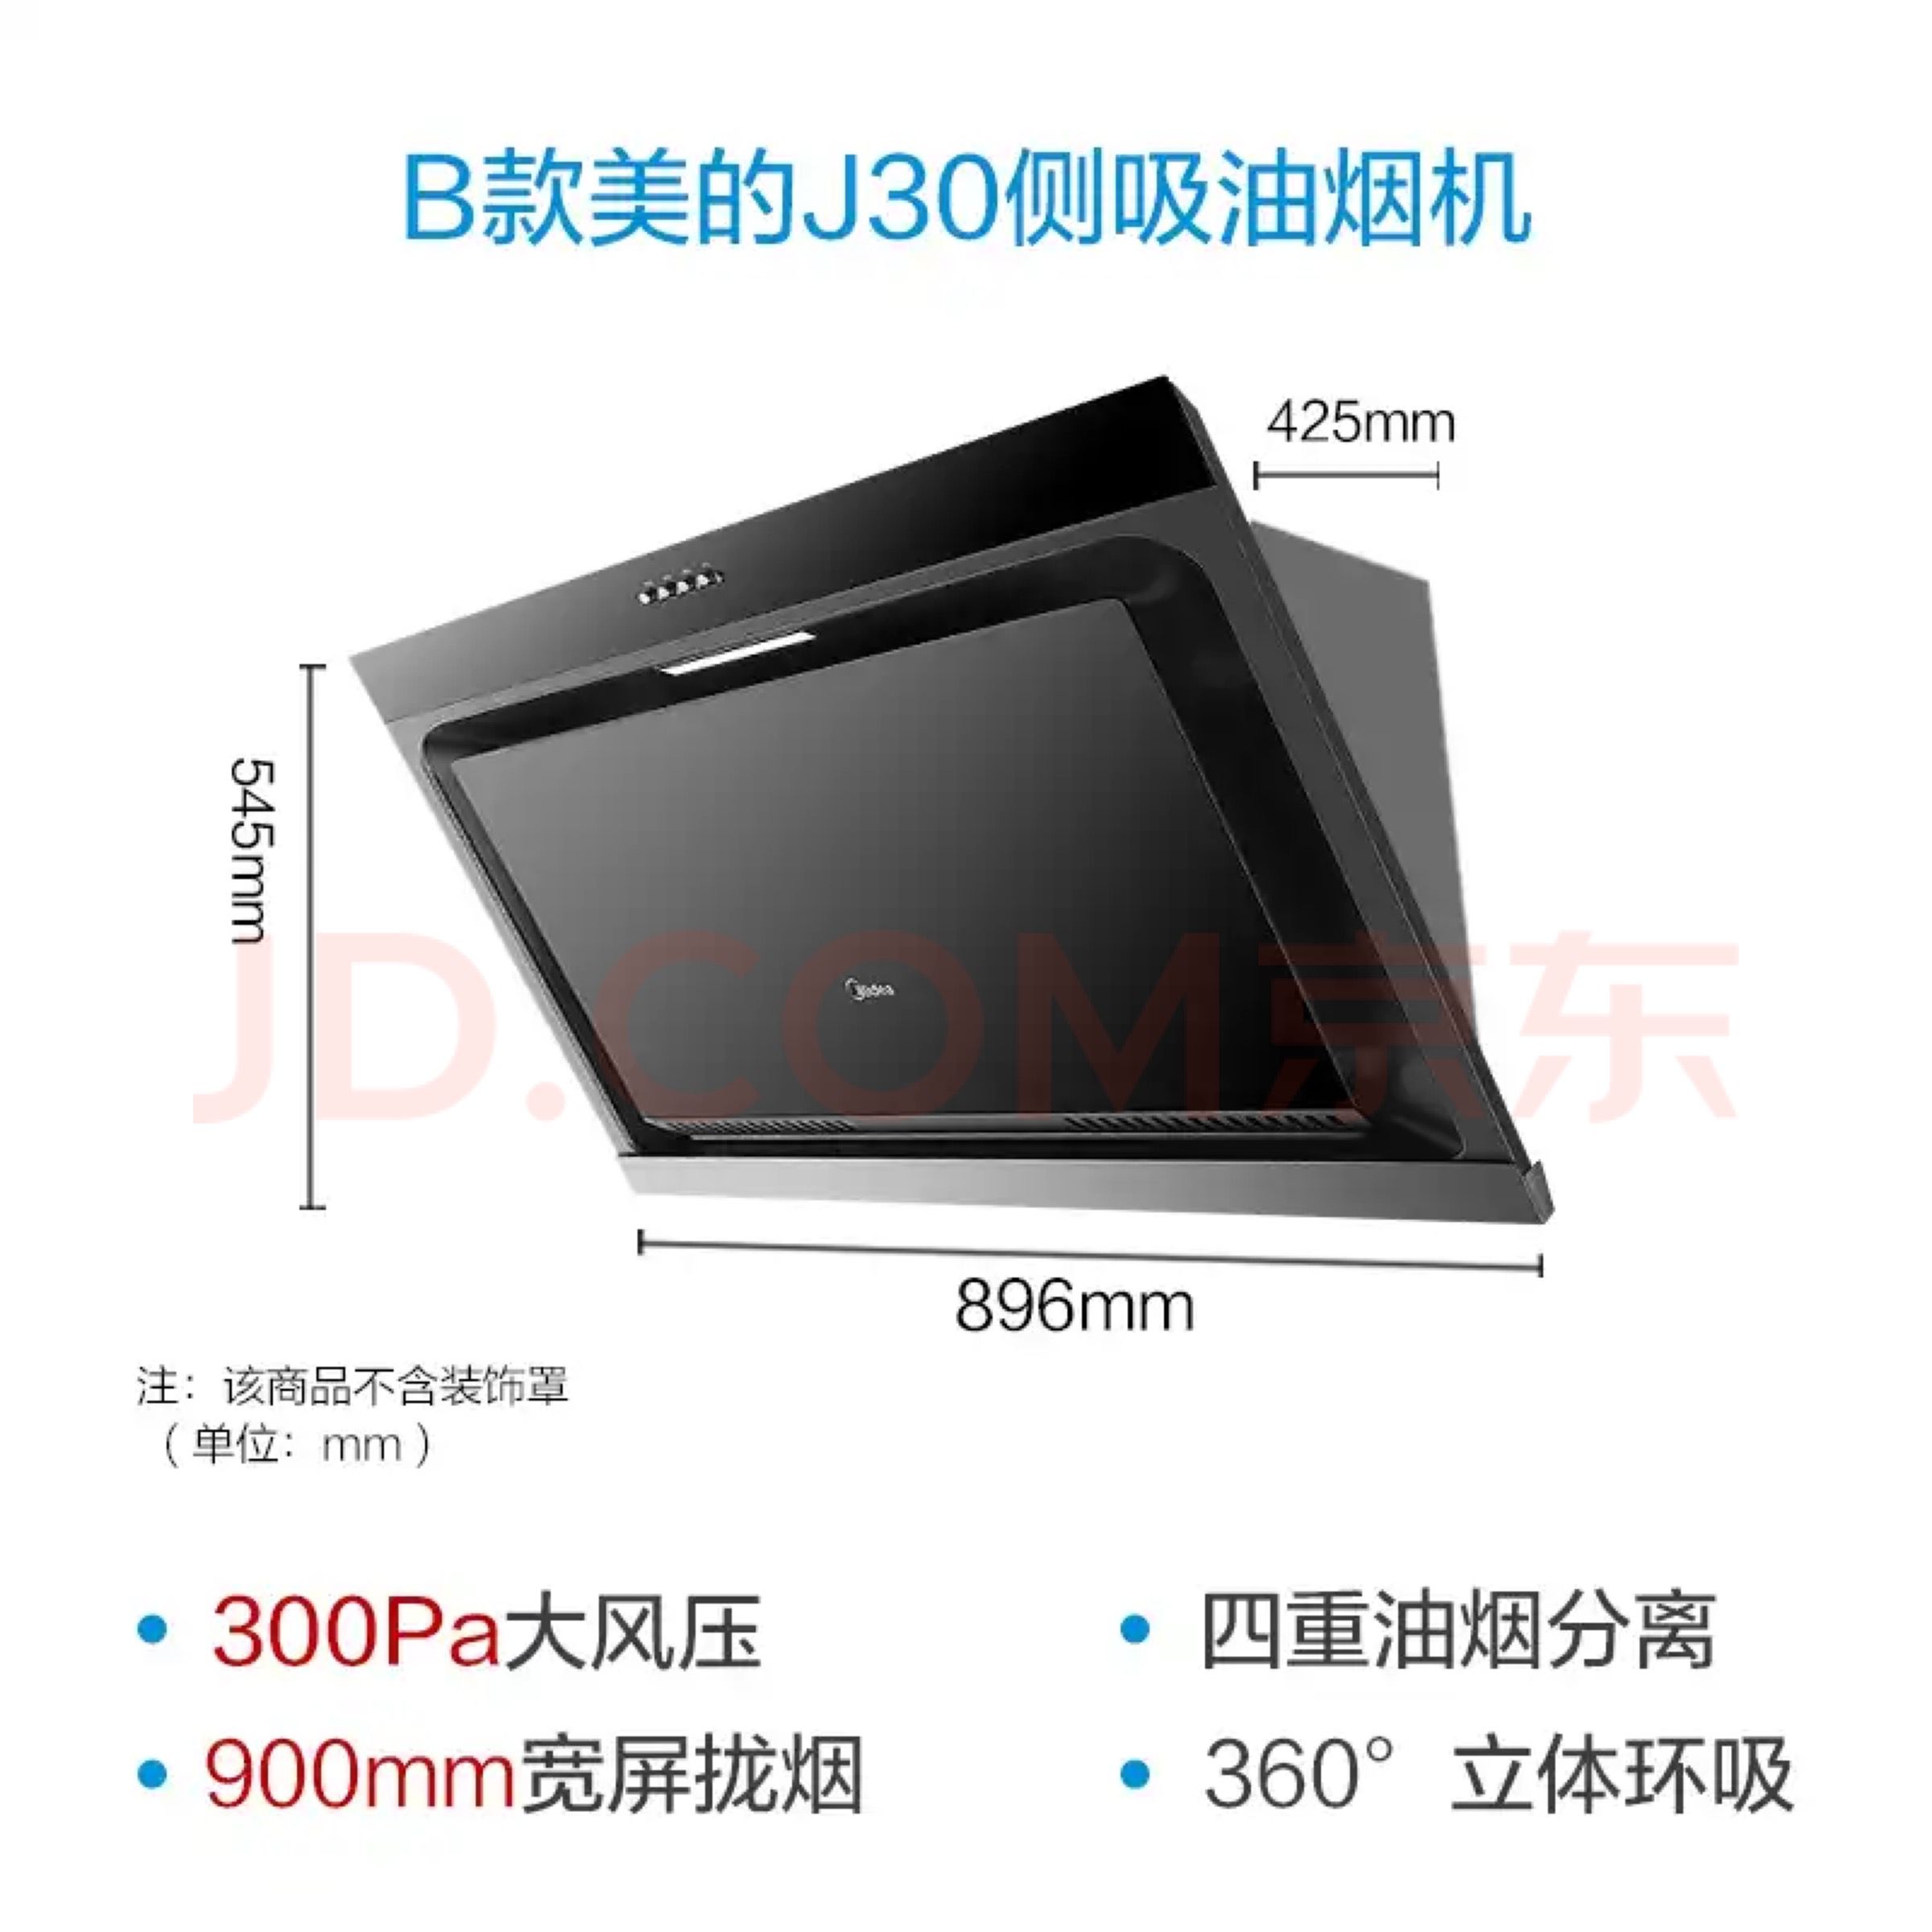 B款美的J30侧吸油烟机
425mm
545mm
Midea
JD.COM京东
896mm
注：该商品不含装饰罩
（单位：mm）
300Pa大风压
四重油烟分离
900mm宽屏拢烟
360°立体环吸